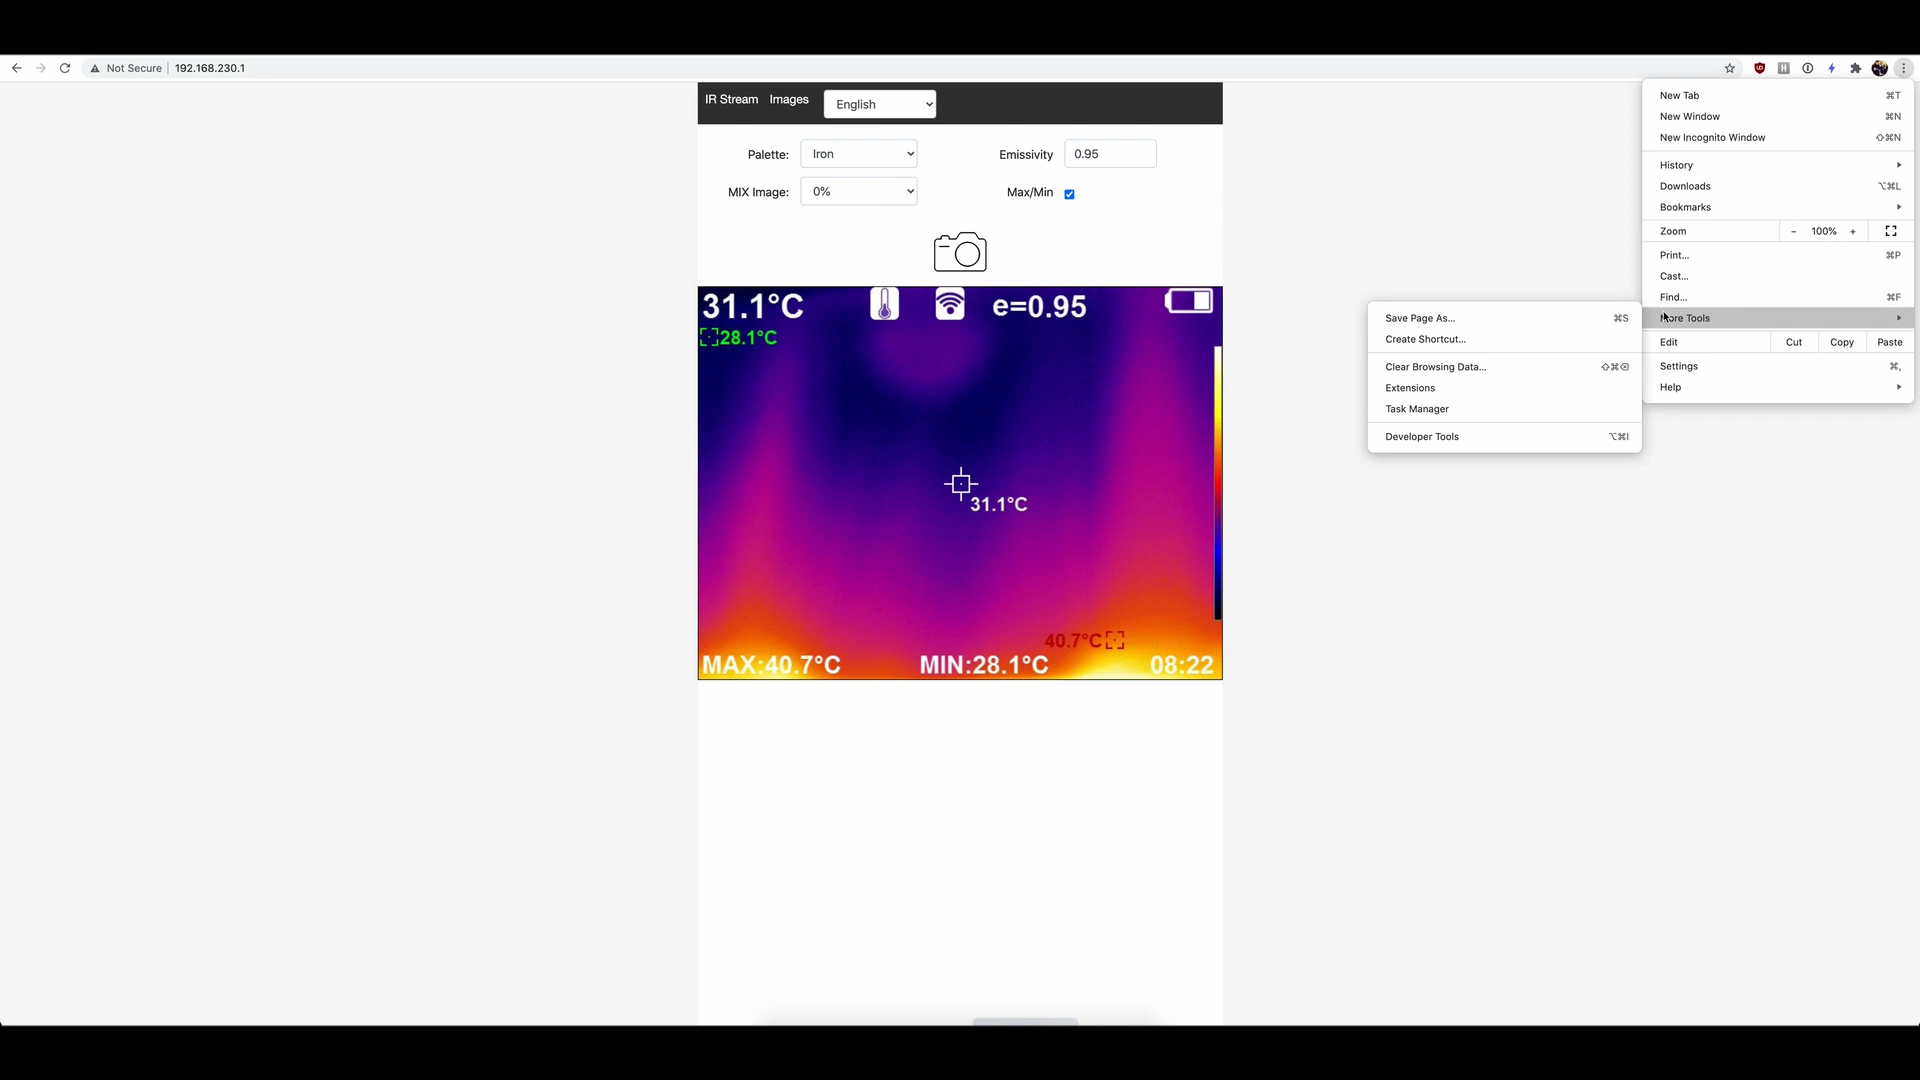 Not Secure | 192.168.230.1
IR Stream Images English
Palette: Iron Emissivity 0.95
MIX Image: 0% Max/Min
31.1°C e=0.95
28.1°C
31.1°C
40.7°C
MAX:40.7°C MIN:28.1°C 08:22
New Tab ⌘T
New Window ⌘N
New Incognito Window ⇧⌘N
History
Downloads ⌥⌘L
Bookmarks
Zoom - 100% +
Print... ⌘P
Cast...
Find... ⌘F
More Tools
Edit Cut Copy Paste
Settings ⌘,
Help
Save Page As... ⌘S
Create Shortcut...
Clear Browsing Data... ⇧⌘⌫
Extensions
Task Manager
Developer Tools ⌥⌘I